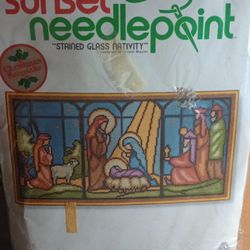 sunset
needlepoint
"STAINED GLASS NATIVITY"